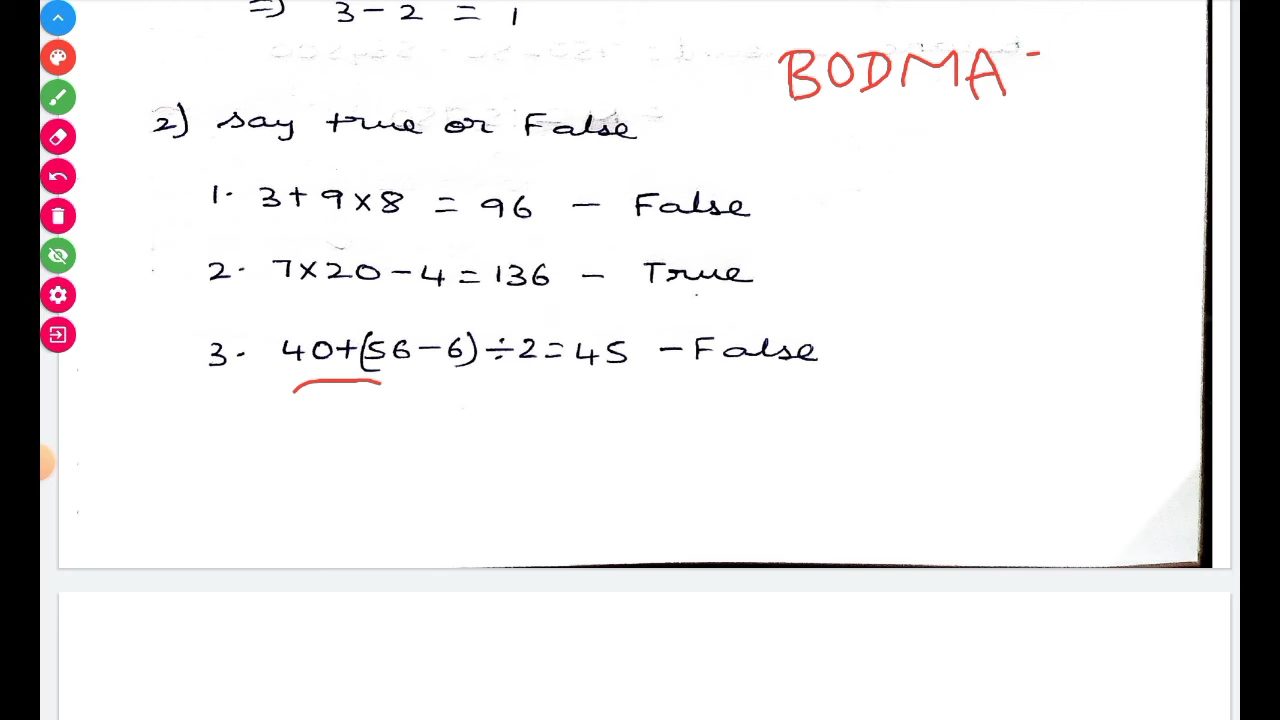 =) 3 - 2 = 1
BODMA
2) say true or False
1. 3 + 9 × 8 = 96 - False
2. 7 × 20 - 4 = 136 - True
3. 40 + (56 - 6) ÷ 2 = 45 - False